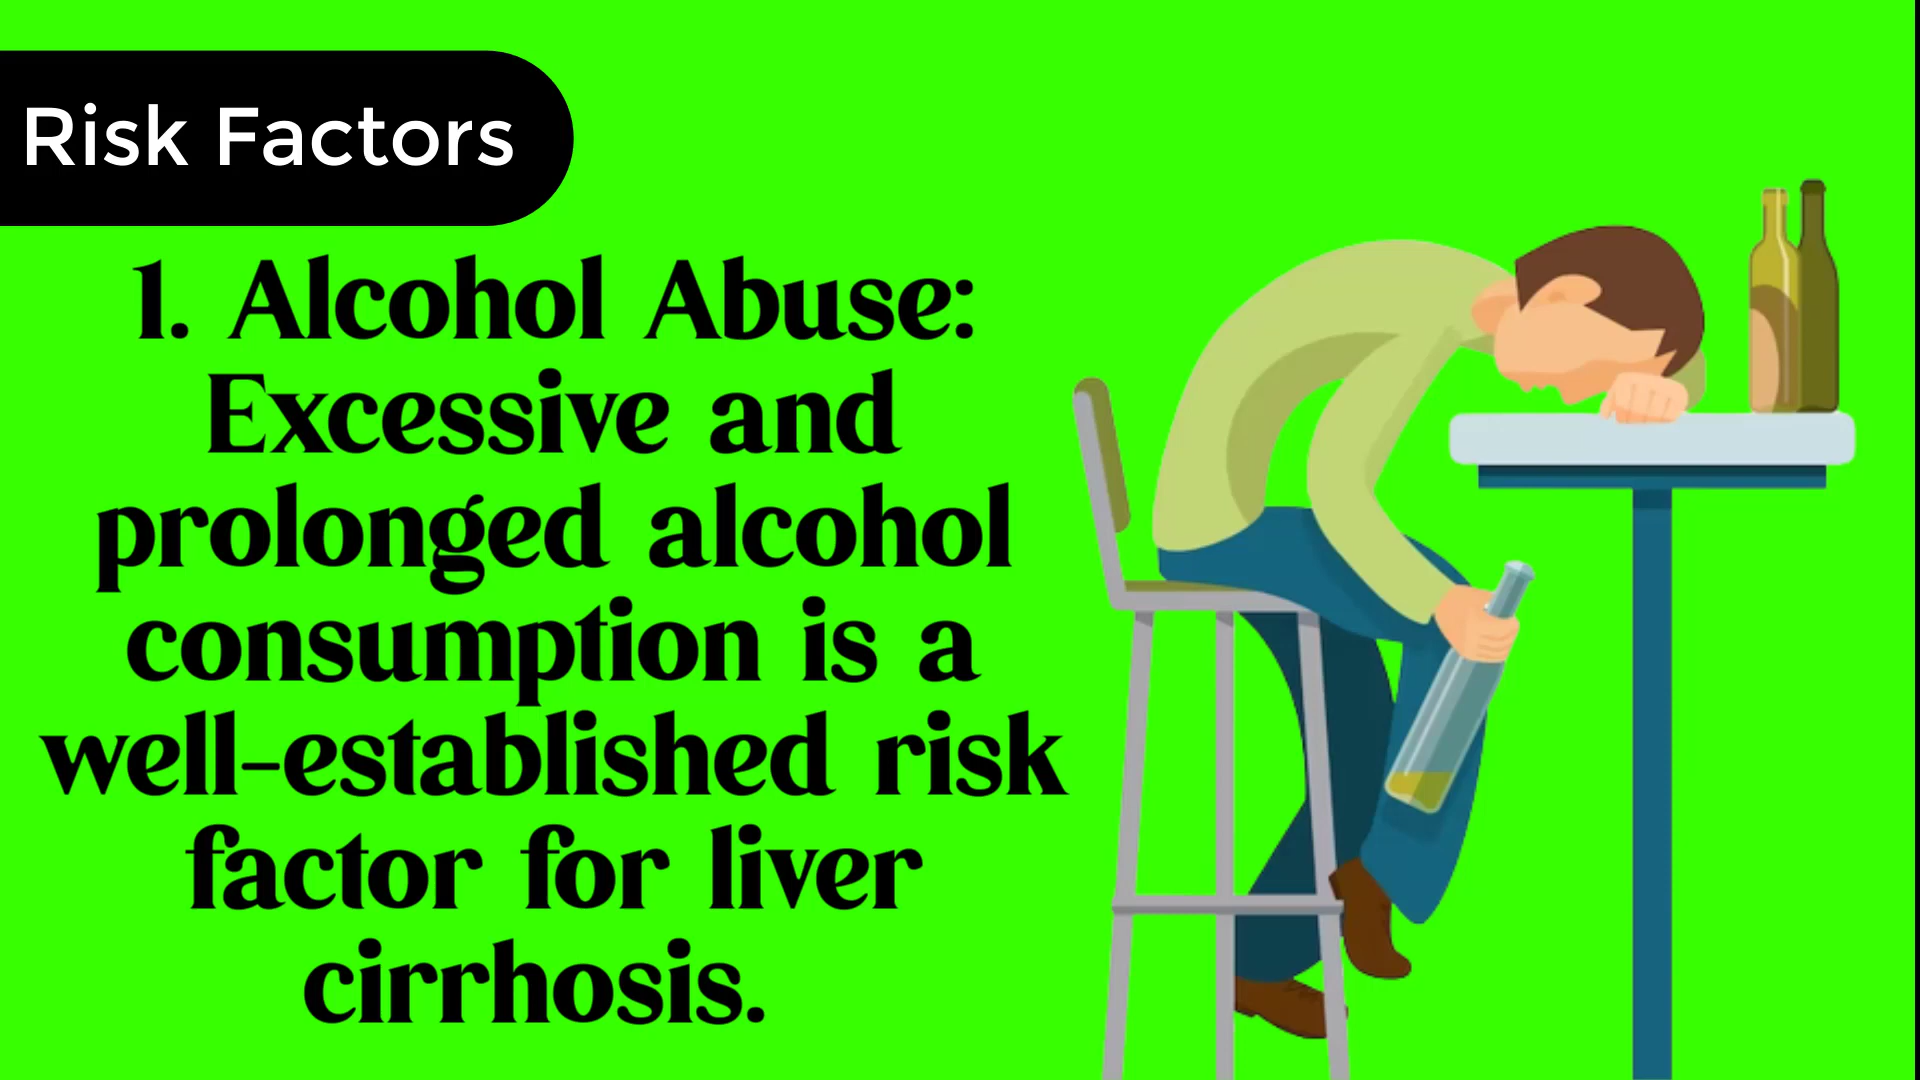 Risk Factors
1. Alcohol Abuse:
Excessive and
prolonged alcohol
consumption is a
well-established risk
factor for liver
cirrhosis.